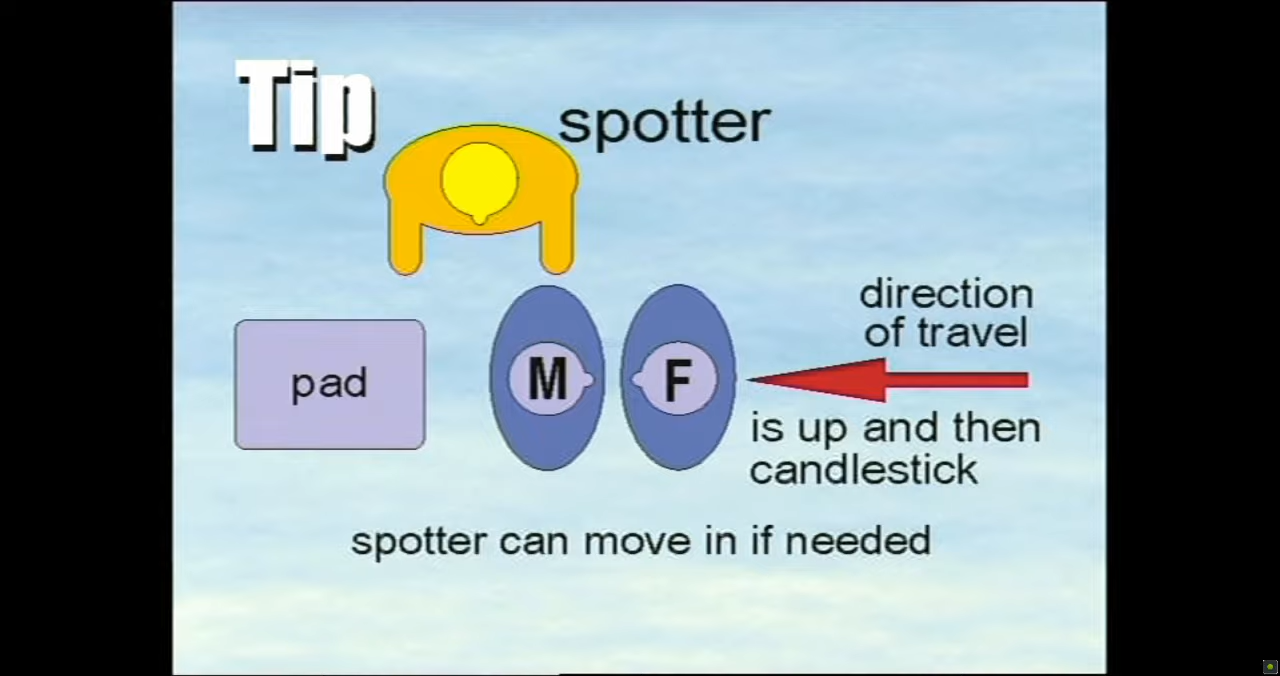 Tip
spotter
direction
of travel
pad
M
F
is up and then
candlestick
spotter can move in if needed